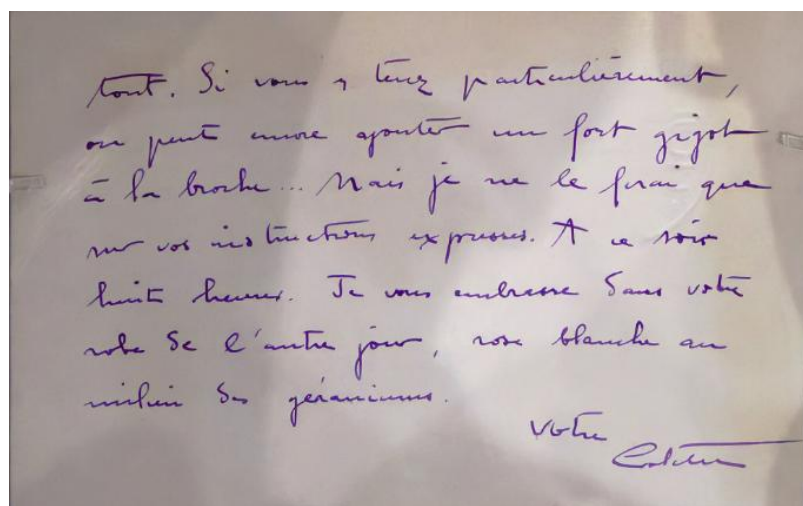 tout. Si vous y tenez particulièrement,
on peut encore ajouter un fort gigot
à la broche... Mais je ne le ferai que
sur vos instructions expresses. A ce soir
huit heures. Je vous embrasse dans votre
robe de l'autre jour, rose blanche au
milieu des géraniums.
Votre
Colette